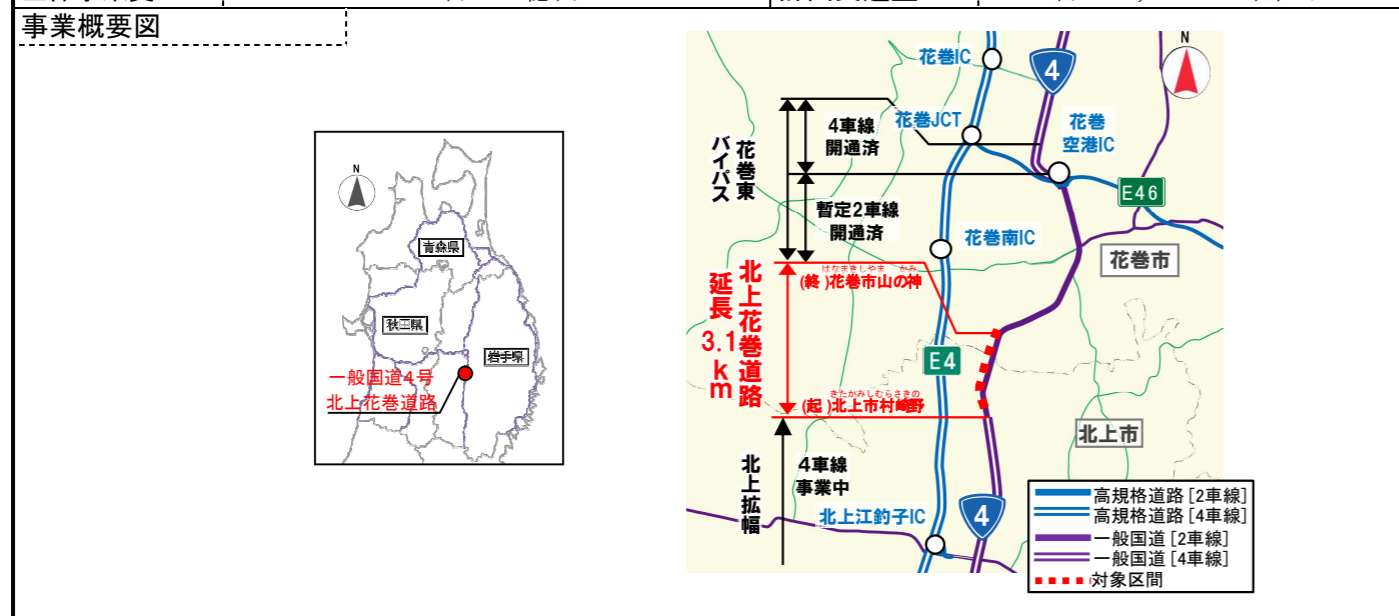 事業概要図
N
青森県
秋田県
岩手県
一般国道4号
北上花巻道路
N
花巻IC
4
花巻JCT
花巻
空港IC
4車線
開通済
花巻東
バイパス
E46
暫定2車線
開通済
花巻南IC
花巻市
はなまきしやま かみ
(終)花巻市山の神
北上花巻道路
延長3.1km
E4
きたかみしむらさきの
(起)北上市村崎野
北上市
北上拡幅
4車線
事業中
北上江釣子IC
4
高規格道路 [2車線]
高規格道路 [4車線]
一般国道 [2車線]
一般国道 [4車線]
対象区間